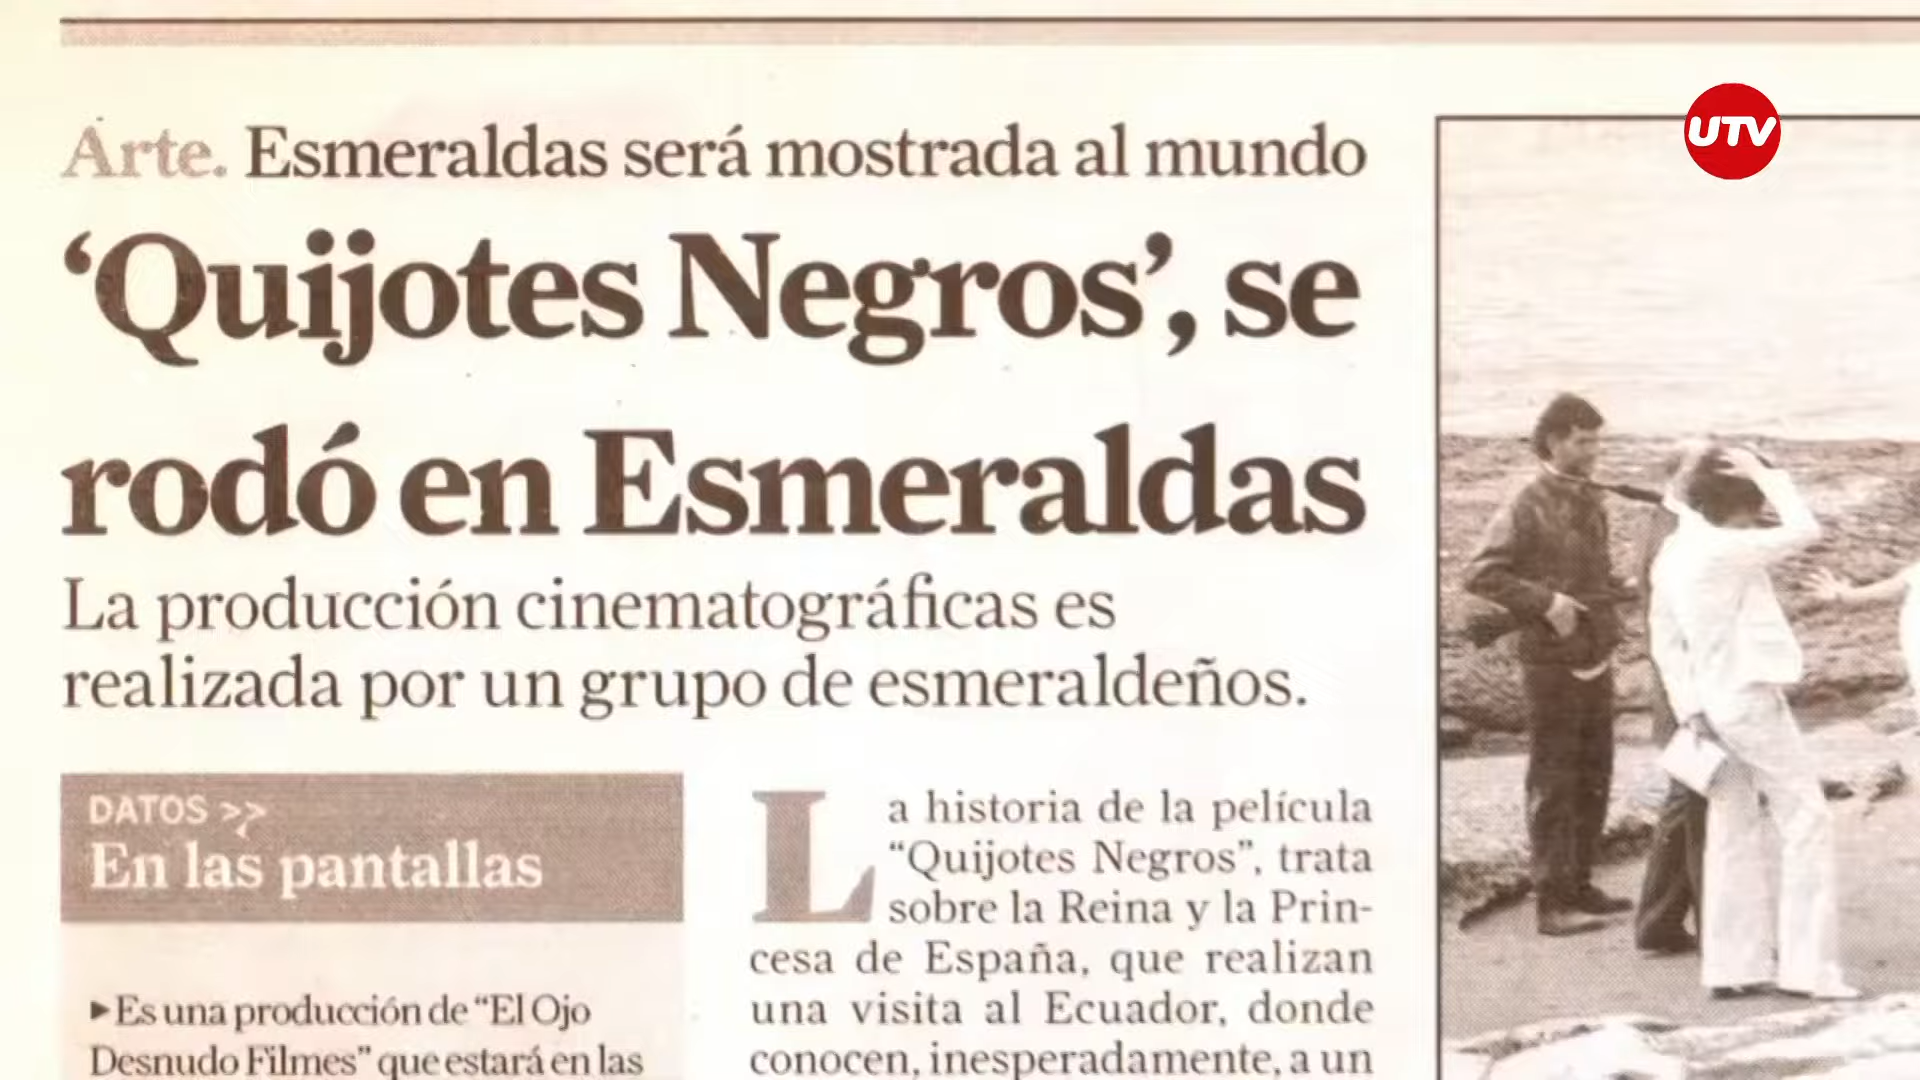 Arte. Esmeraldas será mostrada al mundo
‘Quijotes Negros’, se
rodó en Esmeraldas
La producción cinematográficas es
realizada por un grupo de esmeraldeños.
DATOS >>
En las pantallas
►Es una producción de “El Ojo
Desnudo Filmes” que estará en las
La historia de la película
“Quijotes Negros”, trata
sobre la Reina y la Prin-
cesa de España, que realizan
una visita al Ecuador, donde
conocen, inesperadamente, a un
UTV